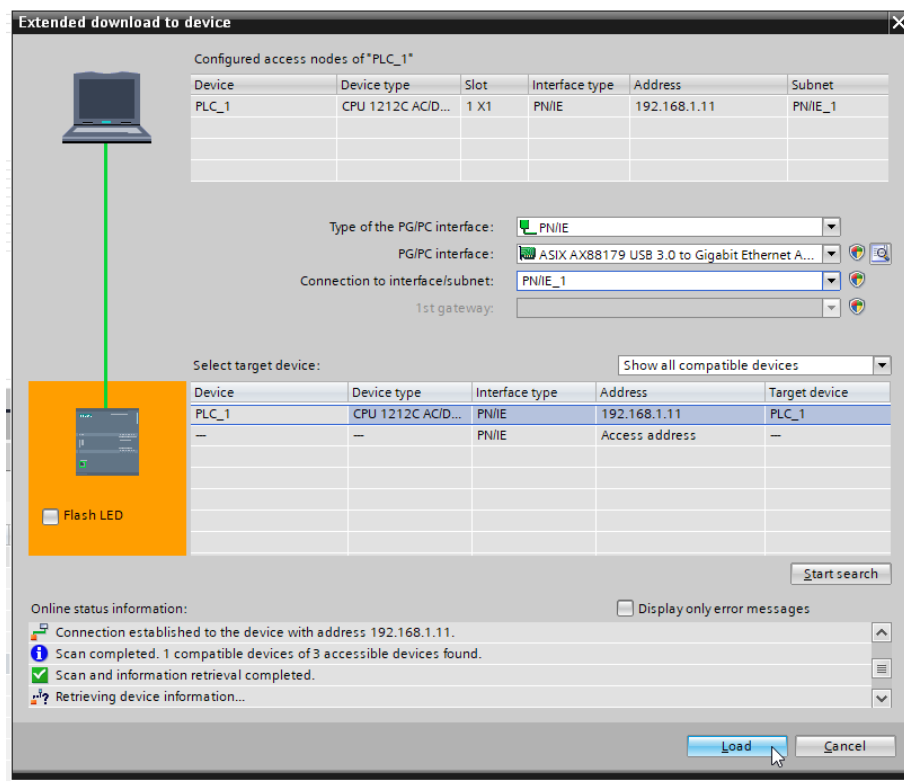 Extended download to device
Configured access nodes of "PLC_1"
Device Device type Slot Interface type Address Subnet
PLC_1 CPU 1212C AC/D... 1 X1 PN/IE 192.168.1.11 PN/IE_1
Type of the PG/PC interface: PN/IE
PG/PC interface: ASIX AX88179 USB 3.0 to Gigabit Ethernet A...
Connection to interface/subnet: PN/IE_1
1st gateway:
Select target device: Show all compatible devices
Device Device type Interface type Address Target device
PLC_1 CPU 1212C AC/D... PN/IE 192.168.1.11 PLC_1
— — PN/IE Access address —
Flash LED
Start search
Online status information: Display only error messages
Connection established to the device with address 192.168.1.11.
Scan completed. 1 compatible devices of 3 accessible devices found.
Scan and information retrieval completed.
Retrieving device information...
Load Cancel